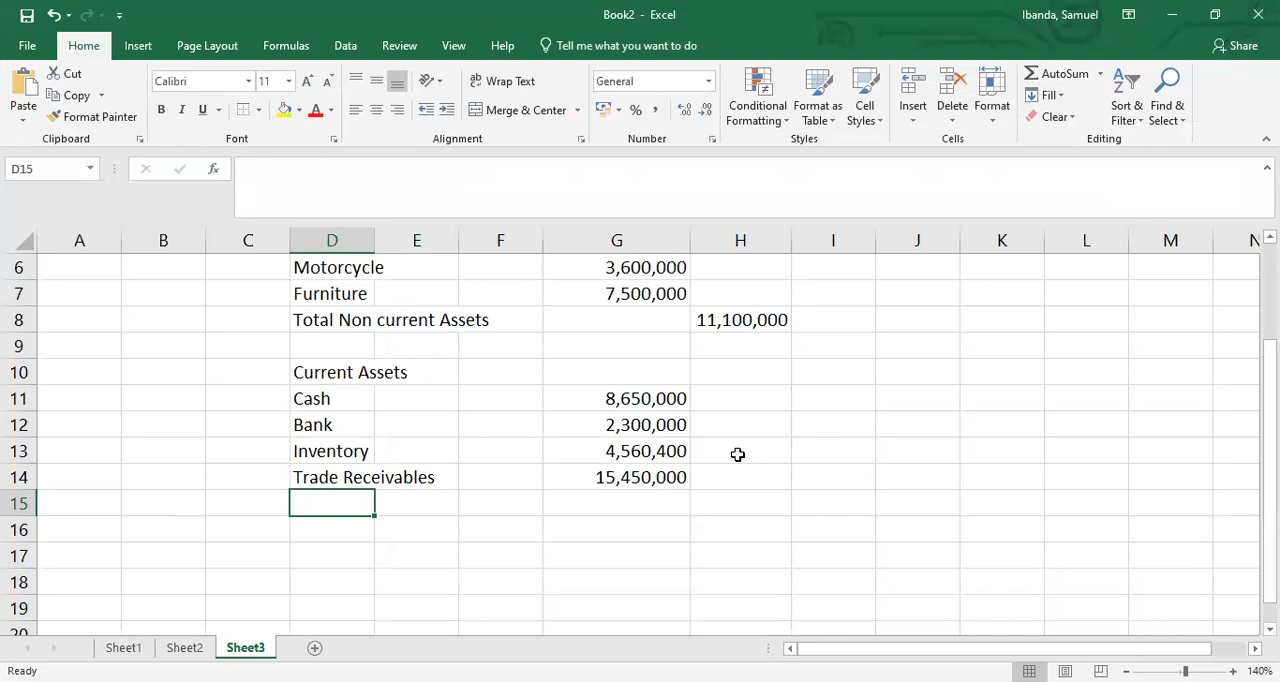 Book2 - Excel
Ibanda, Samuel
File Home Insert Page Layout Formulas Data Review View Help Tell me what you want to do Share
Paste
Cut
Copy
Format Painter
Clipboard
Calibri 11
B I U
Font
Wrap Text
Merge & Center
Alignment
General
Number
Conditional Formatting
Format as Table
Cell Styles
Styles
Insert Delete Format
Cells
AutoSum
Fill
Clear
Sort & Filter
Find & Select
Editing
D15
fx
A B C D E F G H I J K L M N
6 Motorcycle 3,600,000
7 Furniture 7,500,000
8 Total Non current Assets 11,100,000
9
10 Current Assets
11 Cash 8,650,000
12 Bank 2,300,000
13 Inventory 4,560,400
14 Trade Receivables 15,450,000
15
16
17
18
19
20
Sheet1 Sheet2 Sheet3
Ready
140%